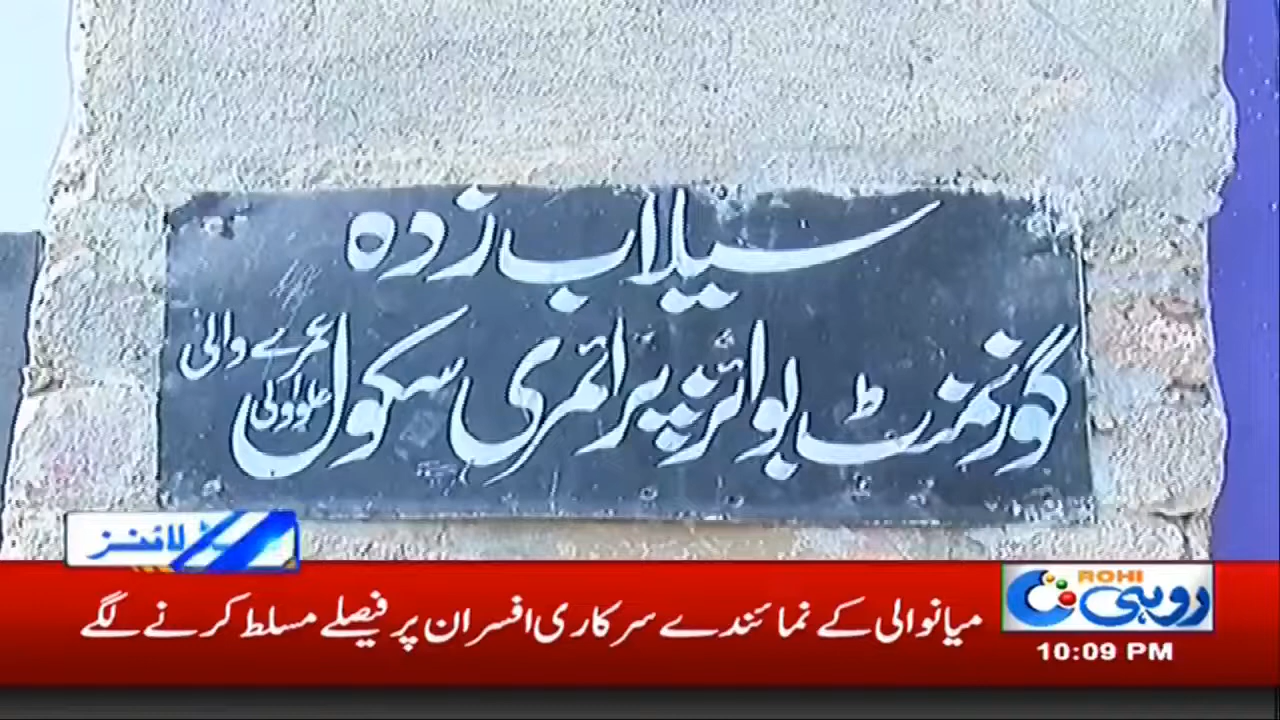 سیلاب زدہ
گورنمنٹ بوائز پرائمری سکول عمرے والی
علووالی
لائنز
میانوالی کے نمائندے سرکاری افسران پر فیصلے مسلط کرنے لگے
ROHI
روہی
10:09 PM